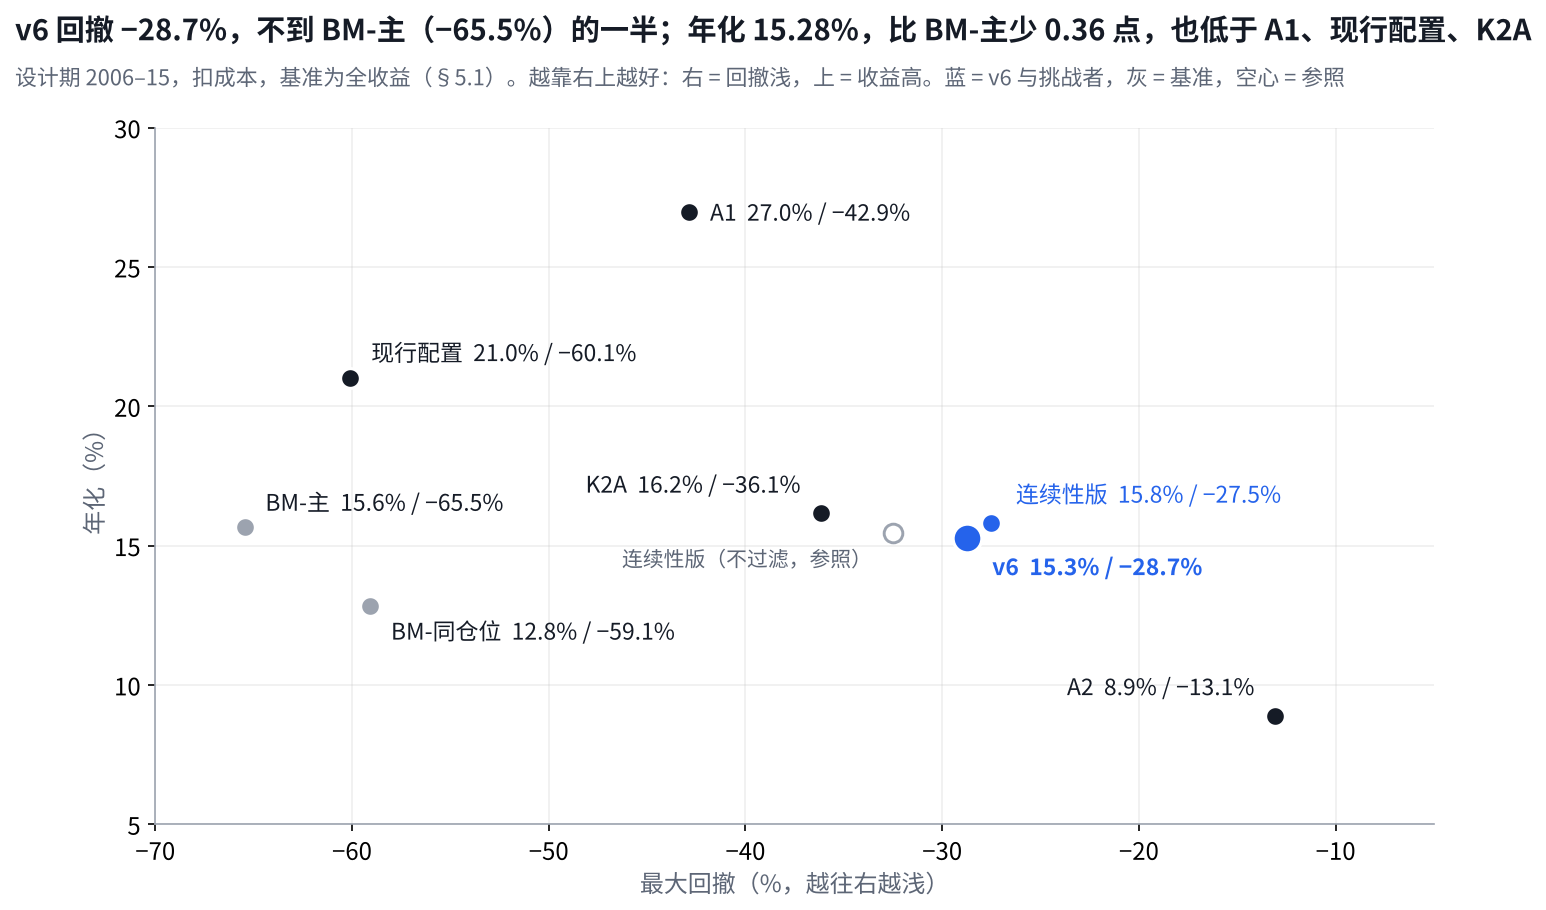 v6 回撤 −28.7%，不到 BM-主（−65.5%）的一半；年化 15.28%，比 BM-主少 0.36 点，也低于 A1、现行配置、K2A
设计期 2006–15，扣成本，基准为全收益（§5.1）。越靠右上越好：右 = 回撤浅，上 = 收益高。蓝 = v6 与挑战者，灰 = 基准，空心 = 参照
30
A1 27.0% / −42.9%
25
现行配置 21.0% / −60.1%
20
年化（%）
K2A 16.2% / −36.1%
连续性版 15.8% / −27.5%
BM-主 15.6% / −65.5%
15
连续性版（不过滤，参照）
v6 15.3% / −28.7%
BM-同仓位 12.8% / −59.1%
10
A2 8.9% / −13.1%
5
−70 −60 −50 −40 −30 −20 −10
最大回撤（%，越往右越浅）